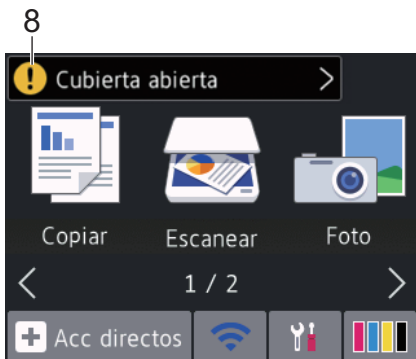 8
Cubierta abierta
Copiar Escanear Foto
1 / 2
Acc directos